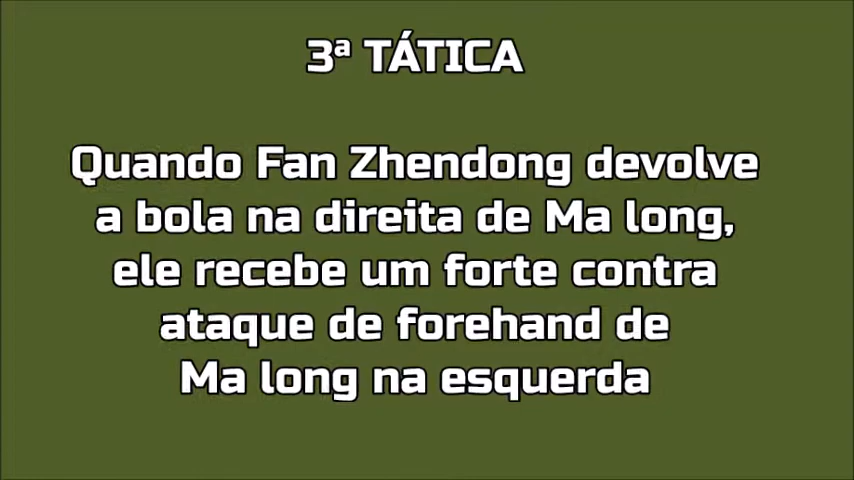 3ª TÁTICA
Quando Fan Zhendong devolve
a bola na direita de Ma long,
ele recebe um forte contra
ataque de forehand de
Ma long na esquerda